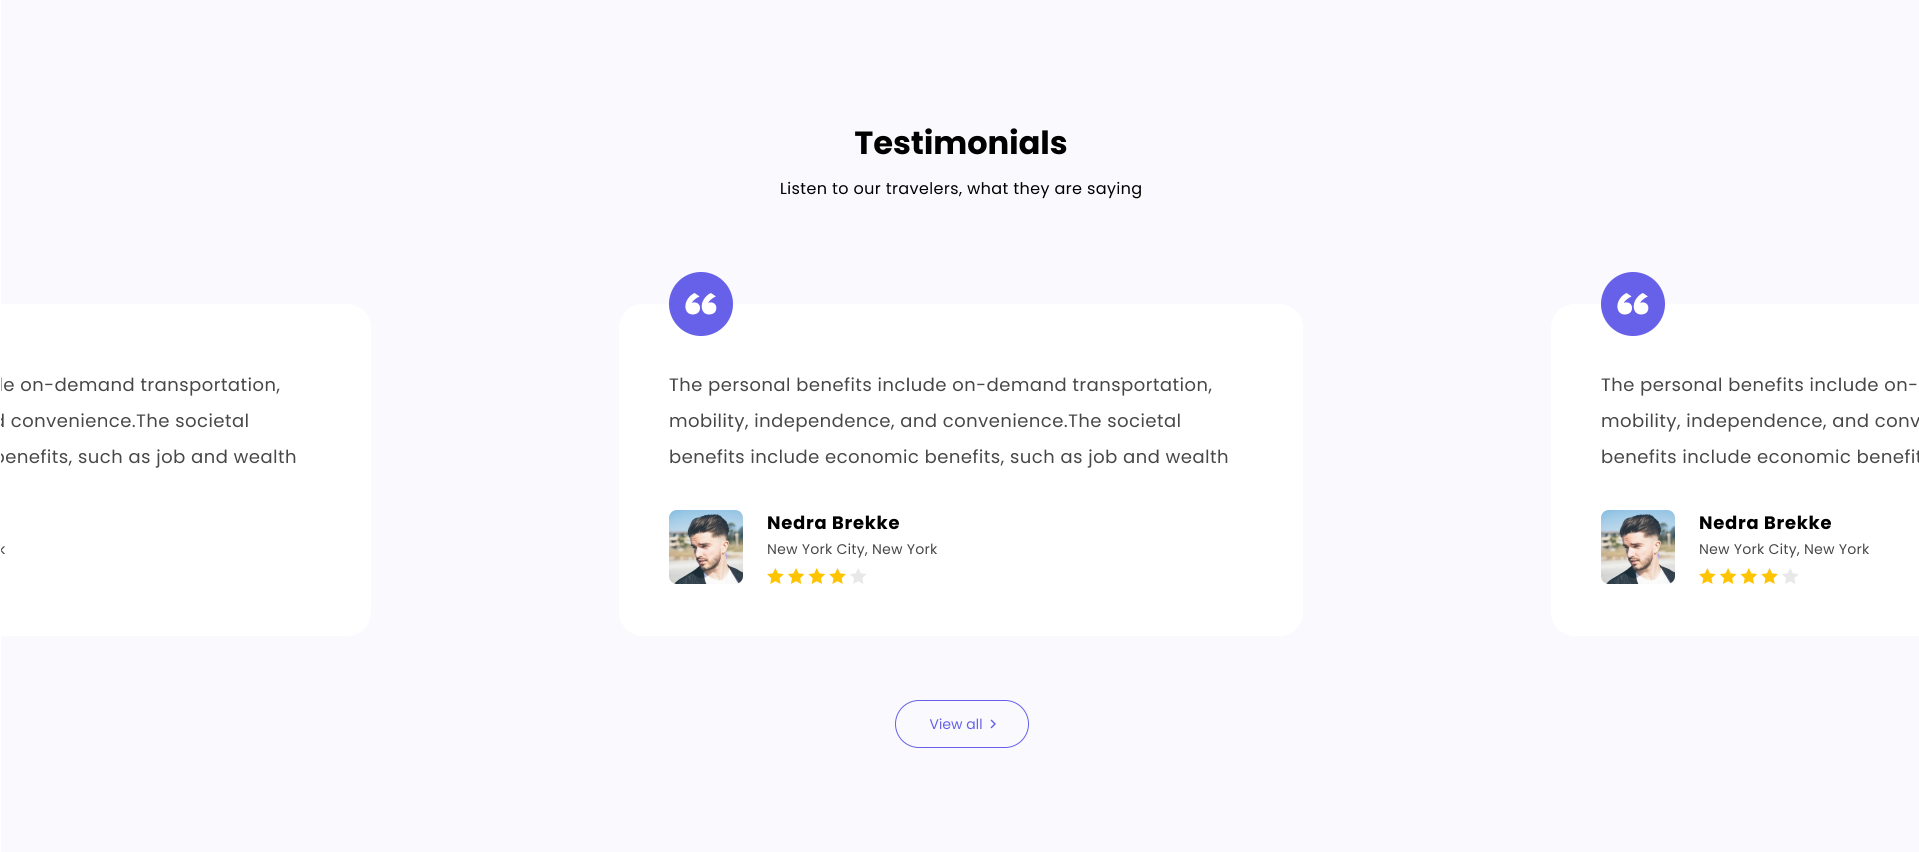 Testimonials
Listen to our travelers, what they are saying
on-demand transportation,
convenience.The societal
benefits, such as job and wealth
The personal benefits include on-demand transportation,
mobility, independence, and convenience.The societal
benefits include economic benefits, such as job and wealth
Nedra Brekke
New York City, New York
The personal benefits include on-
mobility, independence, and conv
benefits include economic benefit
Nedra Brekke
New York City, New York
View all